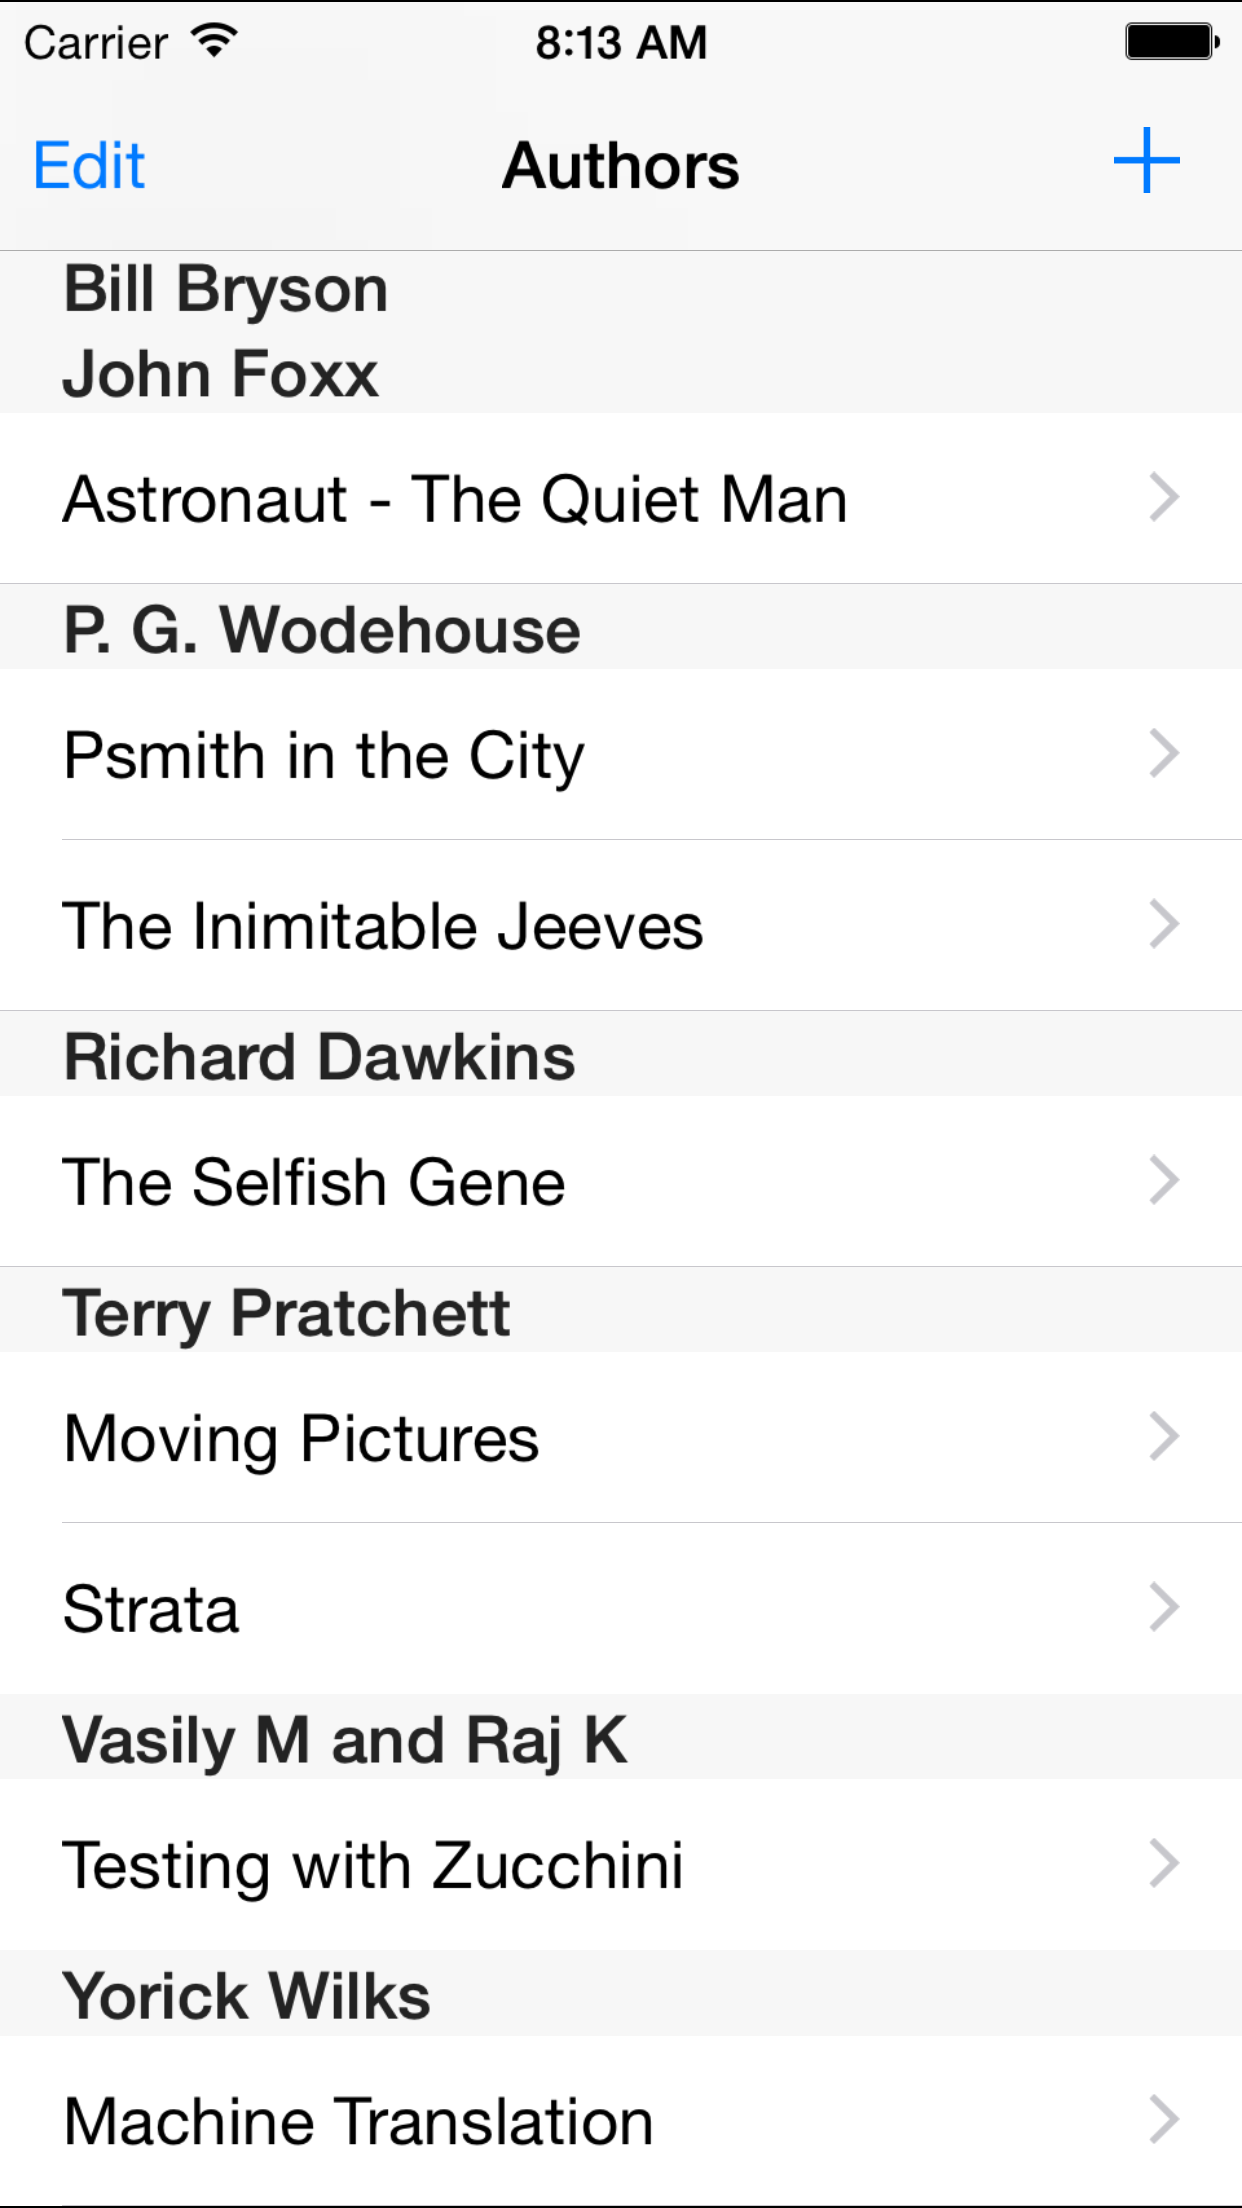 Carrier 8:13 AM
Edit Authors +
Bill Bryson
John Foxx
Astronaut - The Quiet Man
P. G. Wodehouse
Psmith in the City
The Inimitable Jeeves
Richard Dawkins
The Selfish Gene
Terry Pratchett
Moving Pictures
Strata
Vasily M and Raj K
Testing with Zucchini
Yorick Wilks
Machine Translation